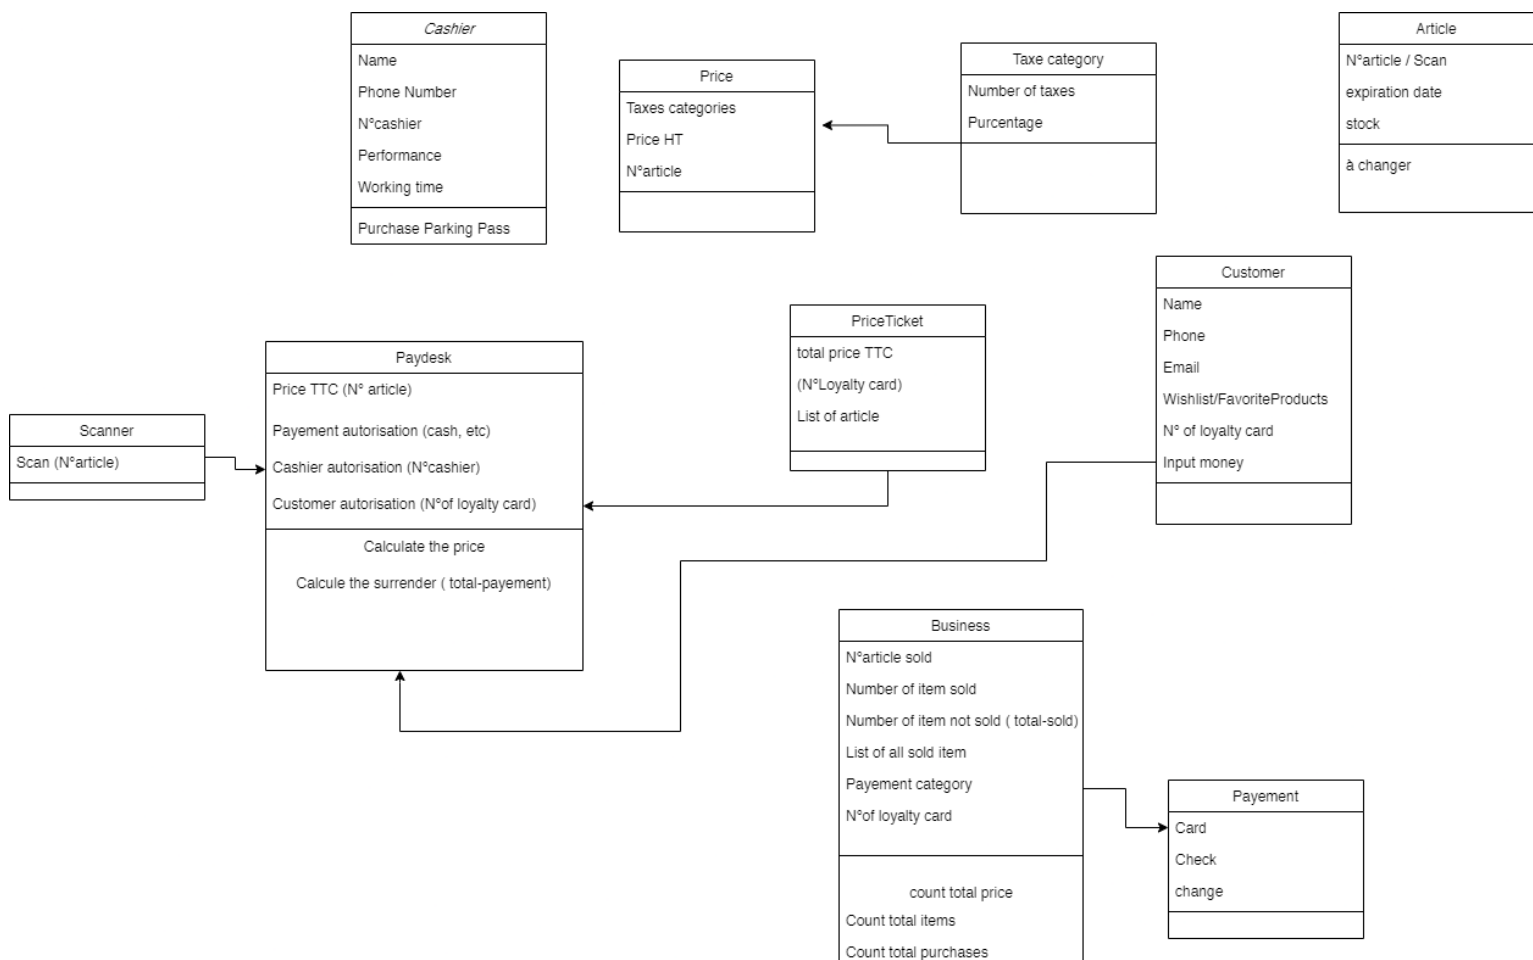 Cashier
Name
Phone Number
N°cashier
Performance
Working time
Purchase Parking Pass
Price
Taxes categories
Price HT
N°article
Taxe category
Number of taxes
Purcentage
Article
N°article / Scan
expiration date
stock
à changer
Customer
Name
Phone
Email
Wishlist/FavoriteProducts
N° of loyalty card
Input money
PriceTicket
total price TTC
(N°Loyalty card)
List of article
Paydesk
Price TTC (N° article)
Payement autorisation (cash, etc)
Cashier autorisation (N°cashier)
Customer autorisation (N°of loyalty card)
Calculate the price
Calcule the surrender ( total-payement)
Scanner
Scan (N°article)
Business
N°article sold
Number of item sold
Number of item not sold ( total-sold)
List of all sold item
Payement category
N°of loyalty card
count total price
Count total items
Count total purchases
Payement
Card
Check
change